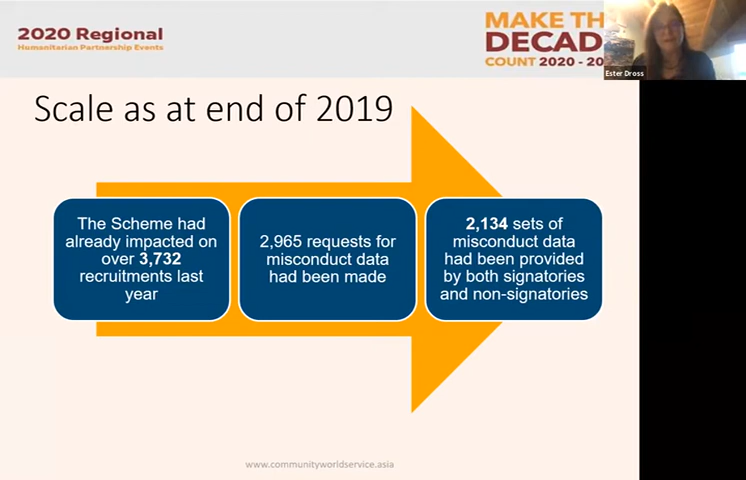 2020 Regional
Humanitarian Partnership Events
MAKE TH
DECAD
COUNT 2020 - 20
Ester Dross
Scale as at end of 2019
The Scheme had
already impacted on
over 3,732
recruitments last
year
2,965 requests for
misconduct data
had been made
2,134 sets of
misconduct data
had been provided
by both signatories
and non-signatories
www.communityworldservice.asia